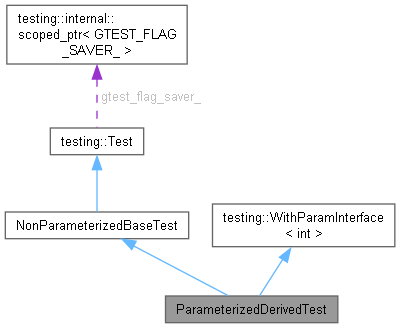 testing::internal::
scoped_ptr< GTEST_FLAG
_SAVER_ >
gtest_flag_saver_
testing::Test
NonParameterizedBaseTest
testing::WithParamInterface
< int >
ParameterizedDerivedTest